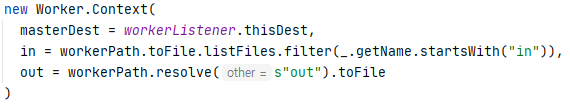 new Worker.Context(
masterDest = workerListener.thisDest,
in = workerPath.toFile.listFiles.filter(_.getName.startsWith("in")),
out = workerPath.resolve( other = s"out").toFile
)